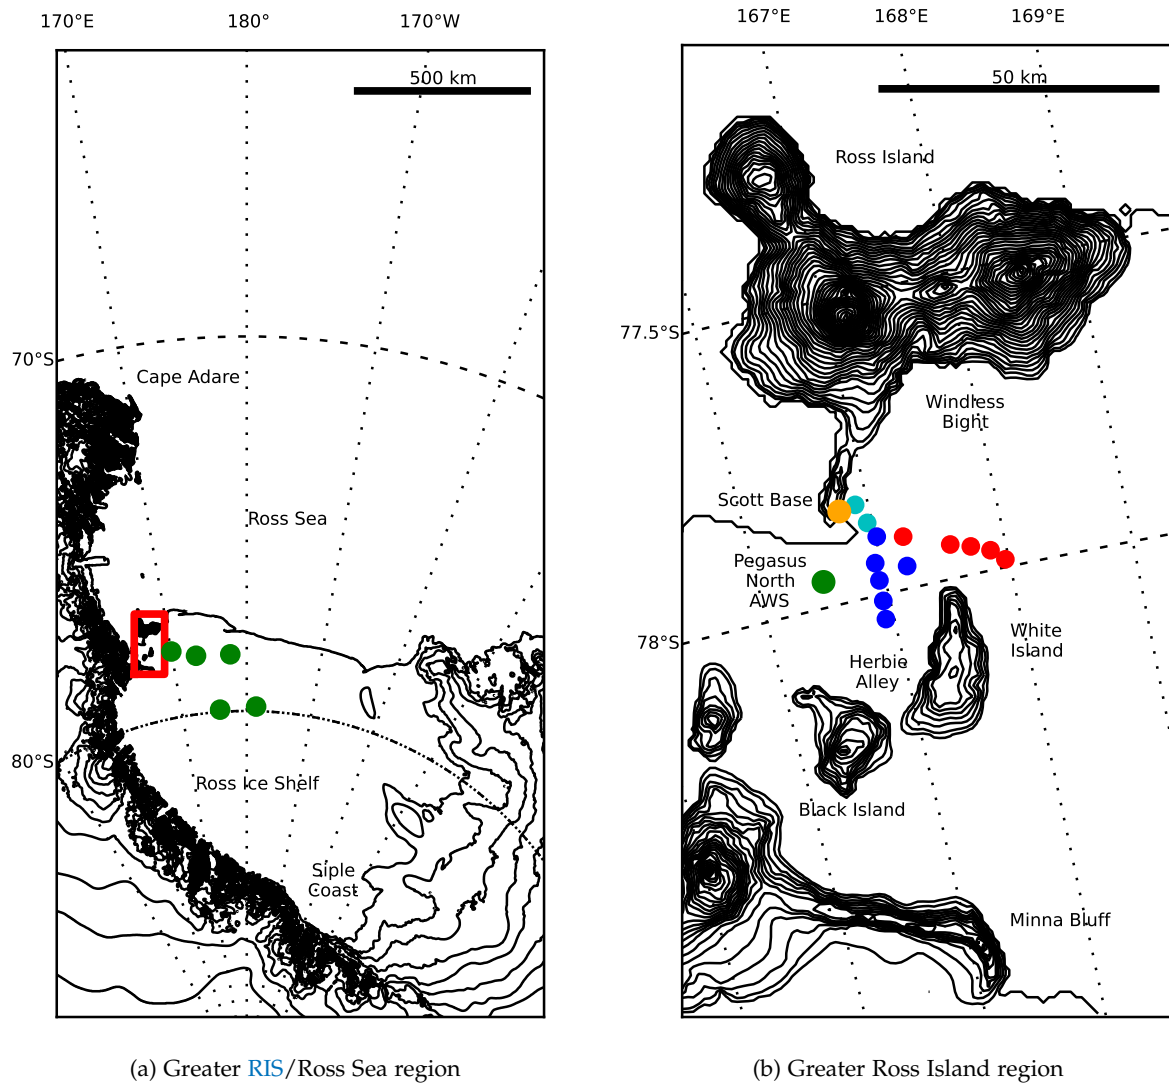 170°E 180° 170°W
500 km
70°S
Cape Adare
Ross Sea
80°S
Ross Ice Shelf
Siple
Coast
(a) Greater RIS/Ross Sea region
167°E 168°E 169°E
50 km
Ross Island
77.5°S
Windless
Bight
Scott Base
Pegasus
North
AWS
78°S
White
Island
Herbie
Alley
Black Island
Minna Bluff
(b) Greater Ross Island region